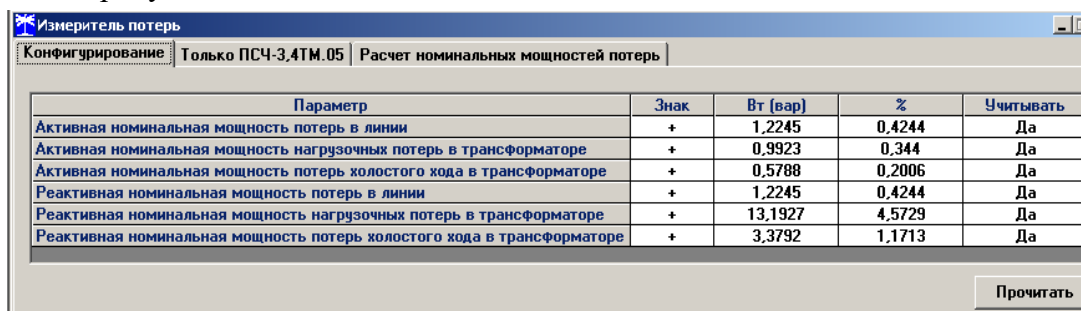 Измеритель потерь
Конфигурирование Только ПСЧ-3,4ТМ.05 Расчет номинальных мощностей потерь
Параметр Знак Вт (вар) % Учитывать
Активная номинальная мощность потерь в линии + 1,2245 0,4244 Да
Активная номинальная мощность нагрузочных потерь в трансформаторе + 0,9923 0,344 Да
Активная номинальная мощность потерь холостого хода в трансформаторе + 0,5788 0,2006 Да
Реактивная номинальная мощность потерь в линии + 1,2245 0,4244 Да
Реактивная номинальная мощность нагрузочных потерь в трансформаторе + 13,1927 4,5729 Да
Реактивная номинальная мощность потерь холостого хода в трансформаторе + 3,3792 1,1713 Да
Прочитать